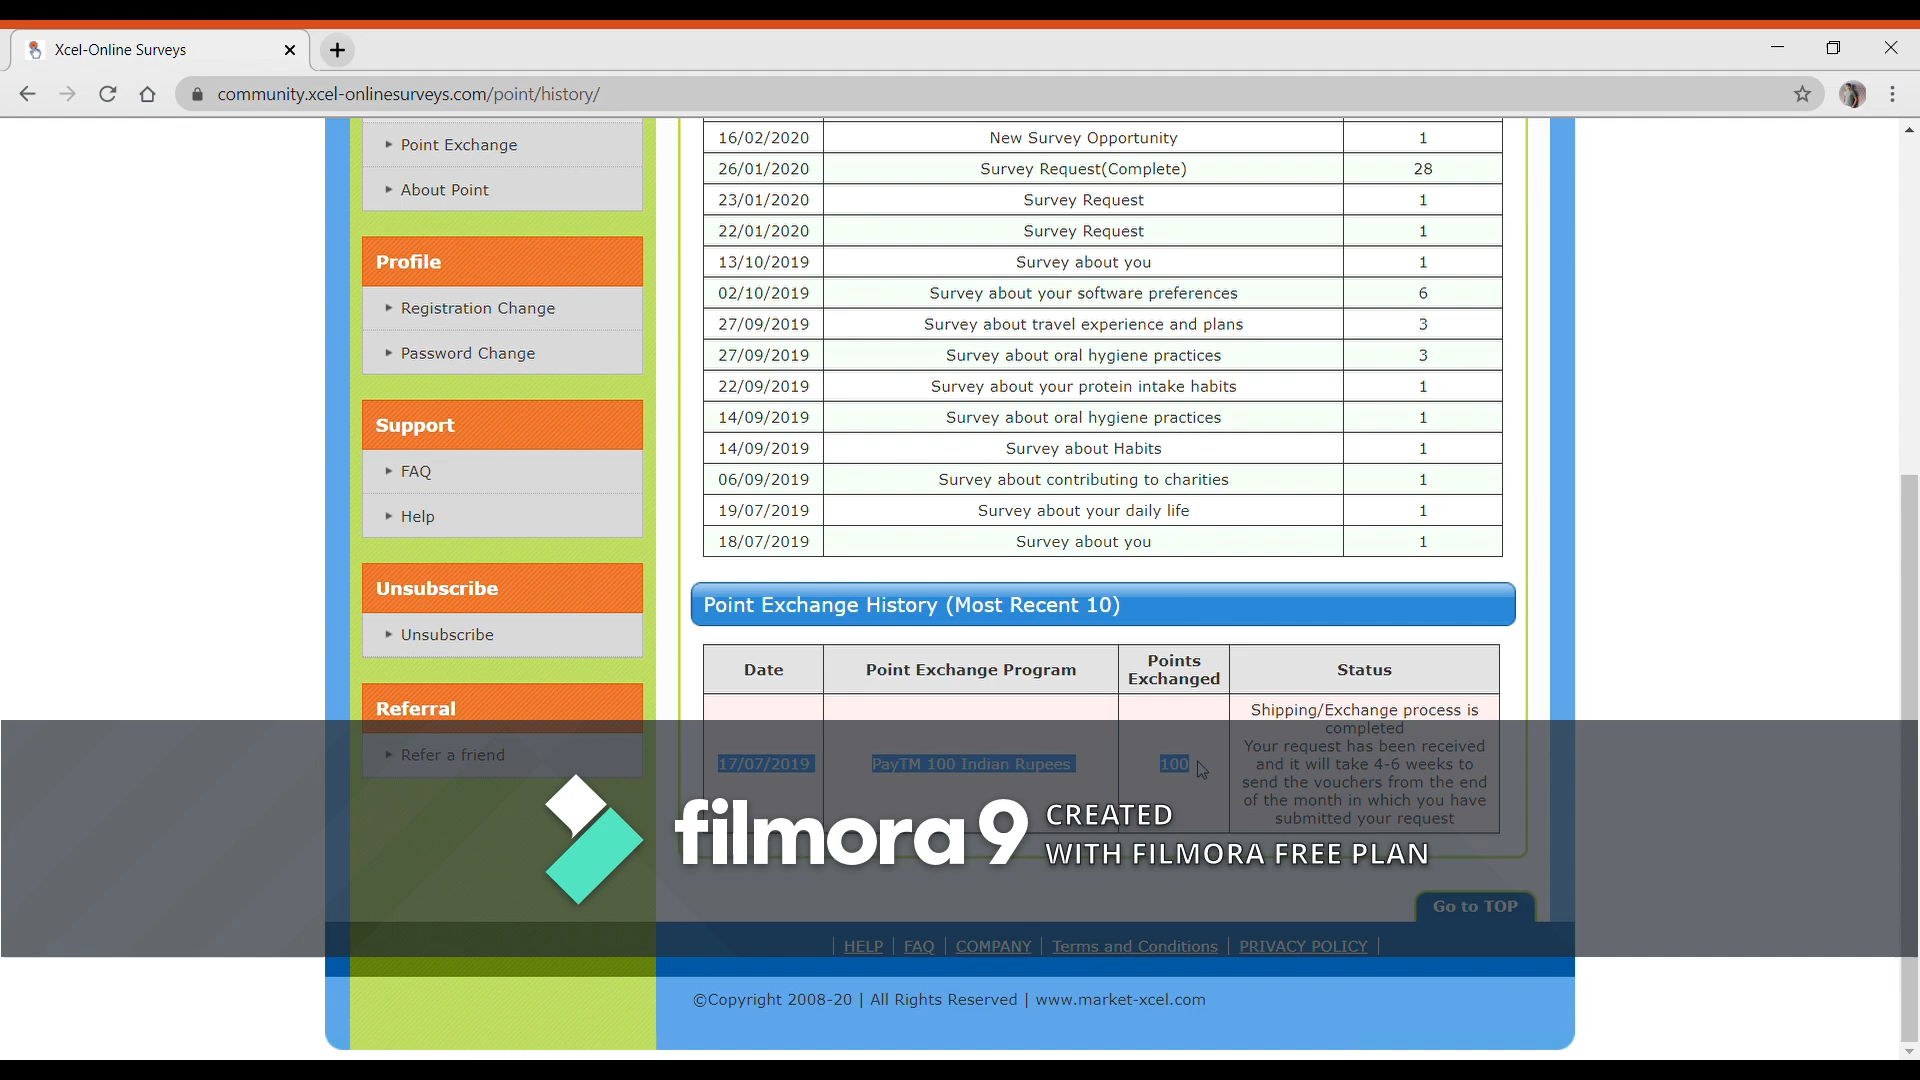 Xcel-Online Surveys
community.xcel-onlinesurveys.com/point/history/
Point Exchange
About Point
Profile
Registration Change
Password Change
Support
FAQ
Help
Unsubscribe
Unsubscribe
Referral
Refer a friend
16/02/2020 New Survey Opportunity 1
26/01/2020 Survey Request(Complete) 28
23/01/2020 Survey Request 1
22/01/2020 Survey Request 1
13/10/2019 Survey about you 1
02/10/2019 Survey about your software preferences 6
27/09/2019 Survey about travel experience and plans 3
27/09/2019 Survey about oral hygiene practices 3
22/09/2019 Survey about your protein intake habits 1
14/09/2019 Survey about oral hygiene practices 1
14/09/2019 Survey about Habits 1
06/09/2019 Survey about contributing to charities 1
19/07/2019 Survey about your daily life 1
18/07/2019 Survey about you 1
Point Exchange History (Most Recent 10)
Date Point Exchange Program Points Exchanged Status
17/07/2019 PayTM 100 Indian Rupees 100
Shipping/Exchange process is
completed
Your request has been received
and it will take 4-6 weeks to
send the vouchers from the end
of the month in which you have
submitted your request
filmora9
CREATED
WITH FILMORA FREE PLAN
Go to TOP
| HELP | FAQ | COMPANY | Terms and Conditions | PRIVACY POLICY |
©Copyright 2008-20 | All Rights Reserved | www.market-xcel.com